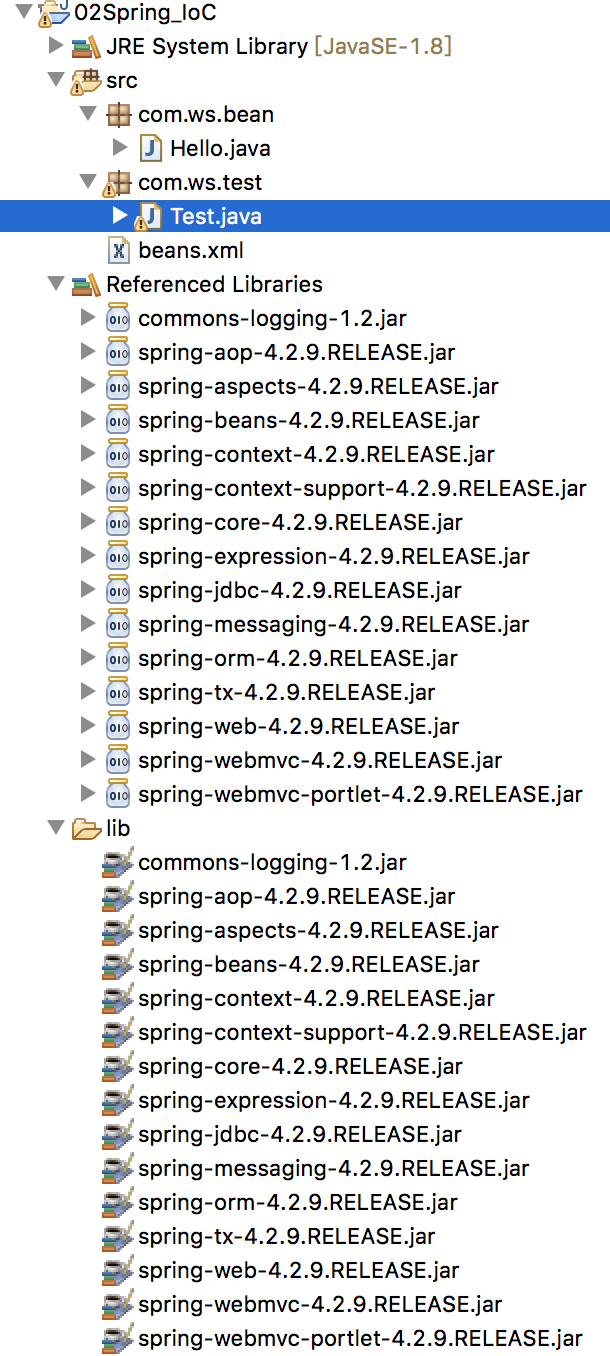 02Spring_IoC
JRE System Library [JavaSE-1.8]
src
com.ws.bean
Hello.java
com.ws.test
Test.java
beans.xml
Referenced Libraries
commons-logging-1.2.jar
spring-aop-4.2.9.RELEASE.jar
spring-aspects-4.2.9.RELEASE.jar
spring-beans-4.2.9.RELEASE.jar
spring-context-4.2.9.RELEASE.jar
spring-context-support-4.2.9.RELEASE.jar
spring-core-4.2.9.RELEASE.jar
spring-expression-4.2.9.RELEASE.jar
spring-jdbc-4.2.9.RELEASE.jar
spring-messaging-4.2.9.RELEASE.jar
spring-orm-4.2.9.RELEASE.jar
spring-tx-4.2.9.RELEASE.jar
spring-web-4.2.9.RELEASE.jar
spring-webmvc-4.2.9.RELEASE.jar
spring-webmvc-portlet-4.2.9.RELEASE.jar
lib
commons-logging-1.2.jar
spring-aop-4.2.9.RELEASE.jar
spring-aspects-4.2.9.RELEASE.jar
spring-beans-4.2.9.RELEASE.jar
spring-context-4.2.9.RELEASE.jar
spring-context-support-4.2.9.RELEASE.jar
spring-core-4.2.9.RELEASE.jar
spring-expression-4.2.9.RELEASE.jar
spring-jdbc-4.2.9.RELEASE.jar
spring-messaging-4.2.9.RELEASE.jar
spring-orm-4.2.9.RELEASE.jar
spring-tx-4.2.9.RELEASE.jar
spring-web-4.2.9.RELEASE.jar
spring-webmvc-4.2.9.RELEASE.jar
spring-webmvc-portlet-4.2.9.RELEASE.jar